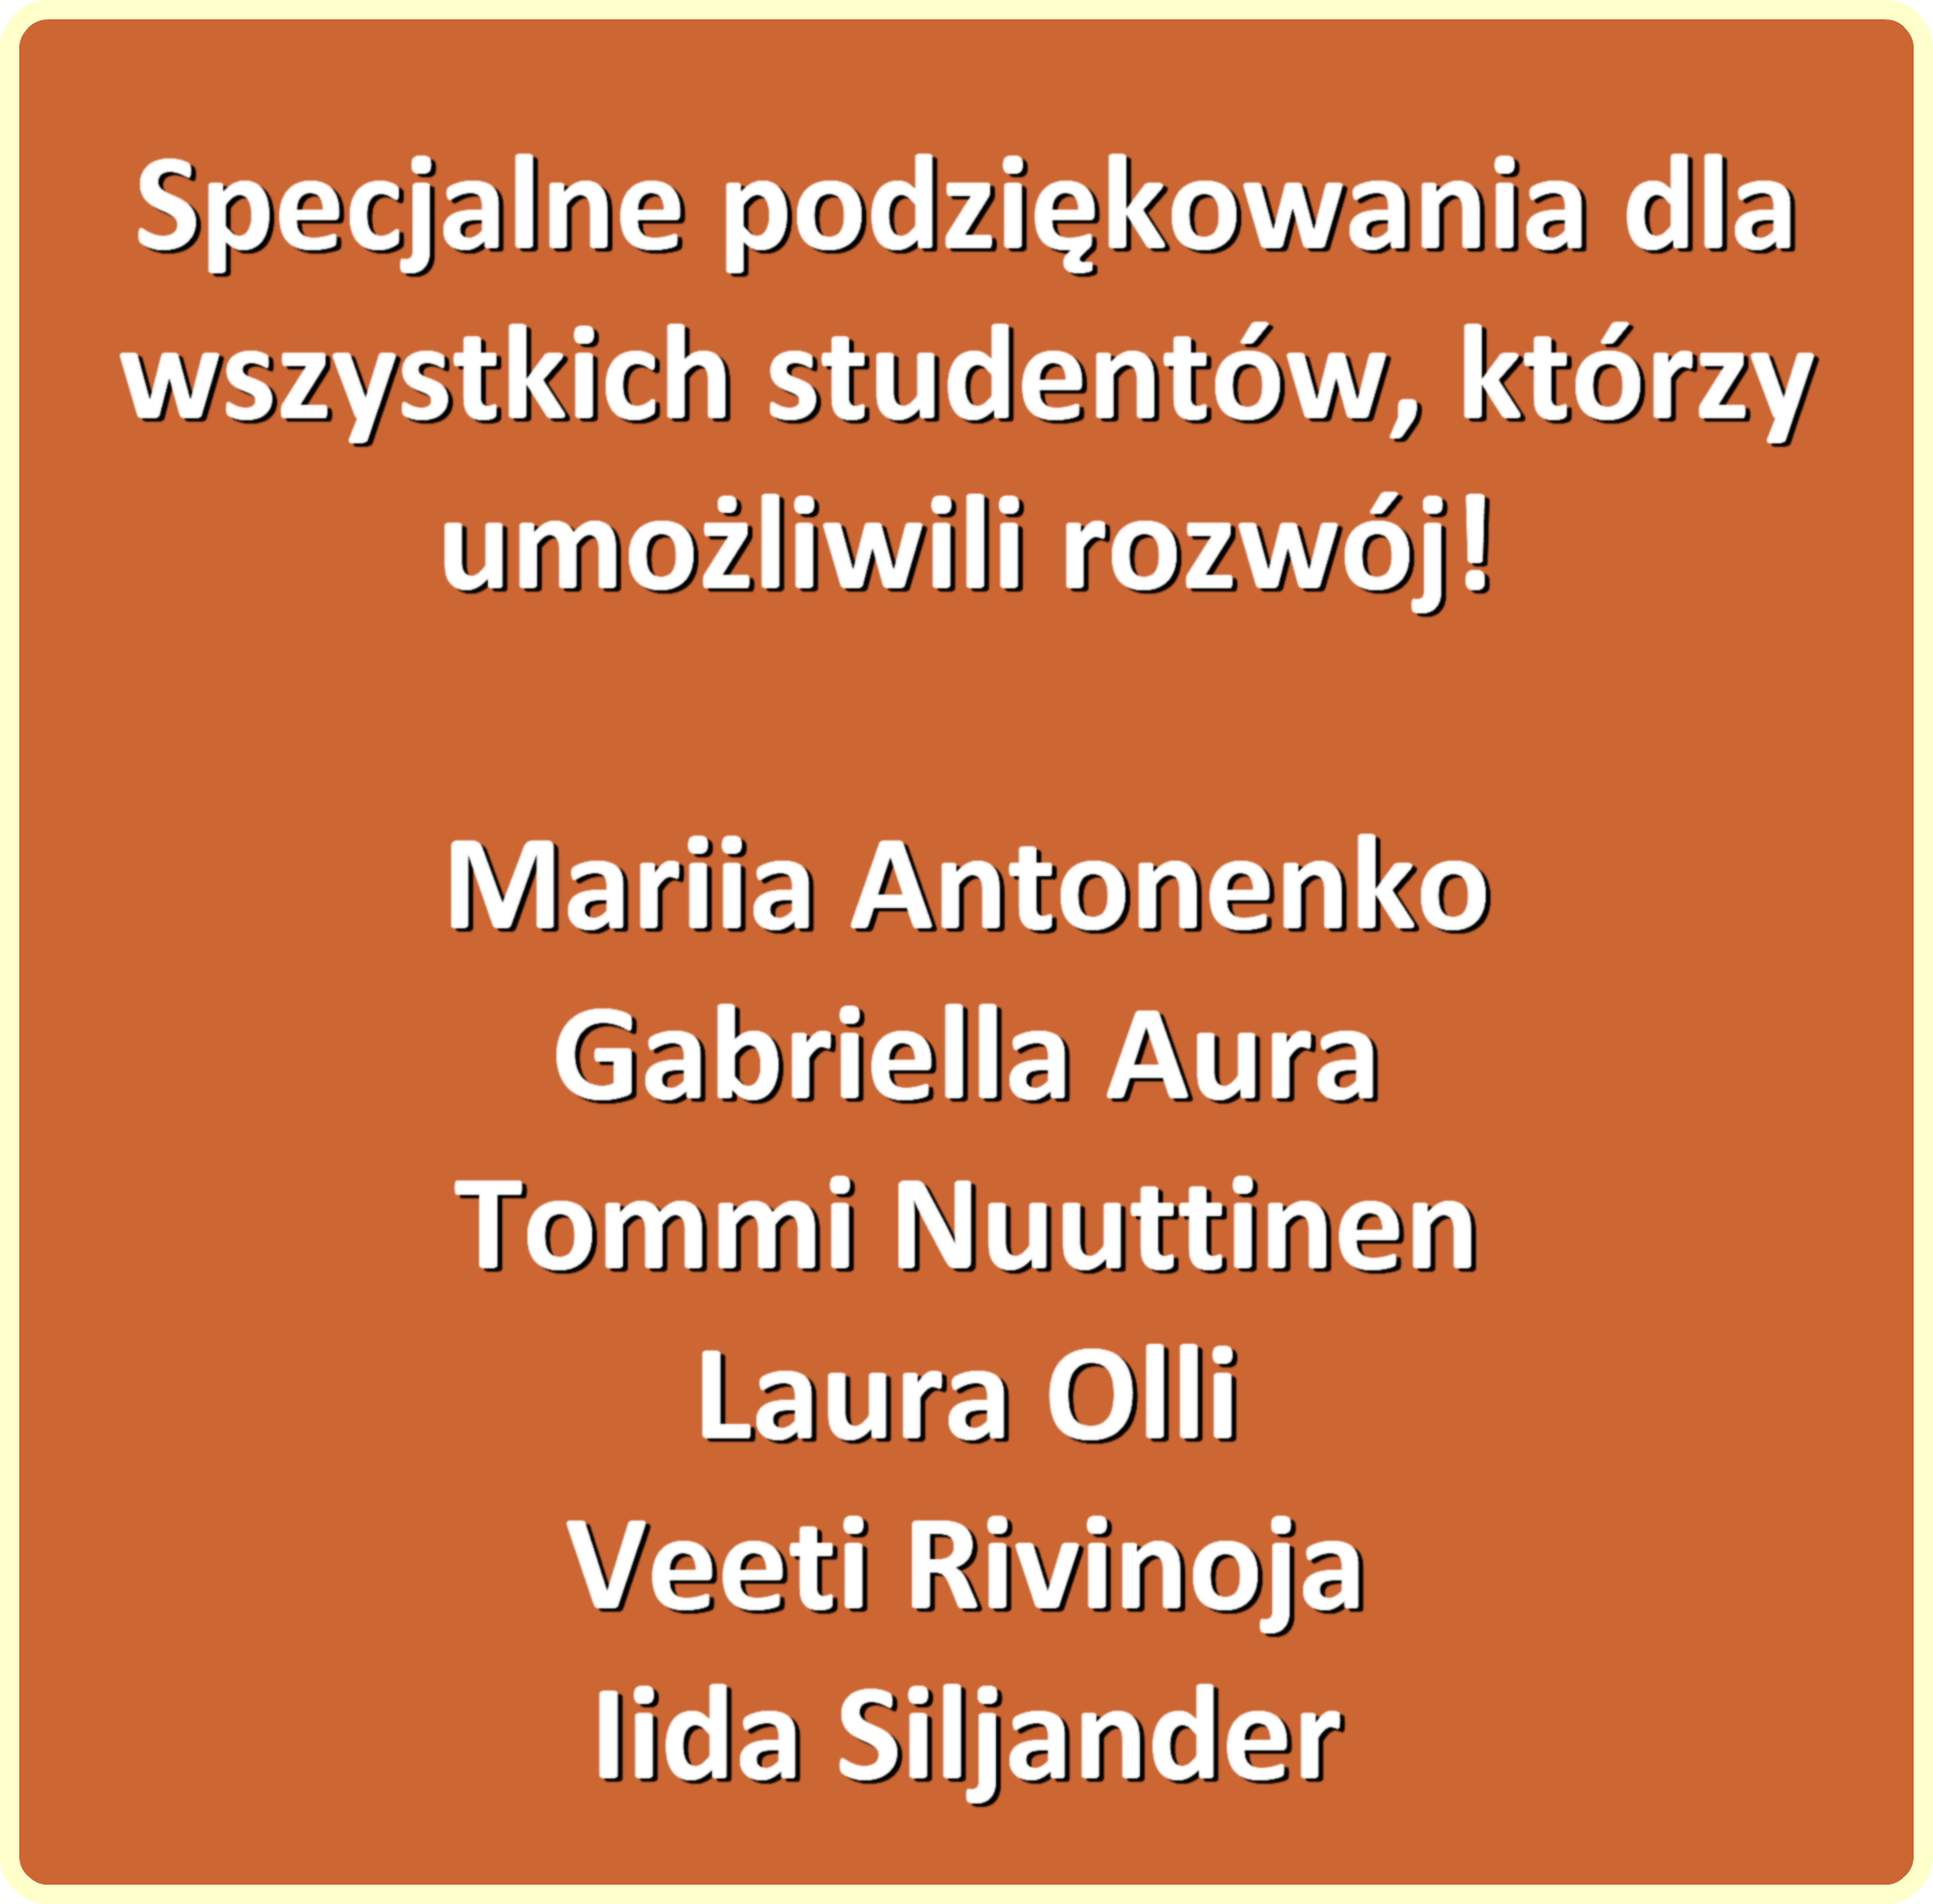 Specjalne podziękowania dla
wszystkich studentów, którzy
umożliwili rozwój!
Mariia Antonenko
Gabriella Aura
Tommi Nuuttinen
Laura Olli
Veeti Rivinoja
Iida Siljander